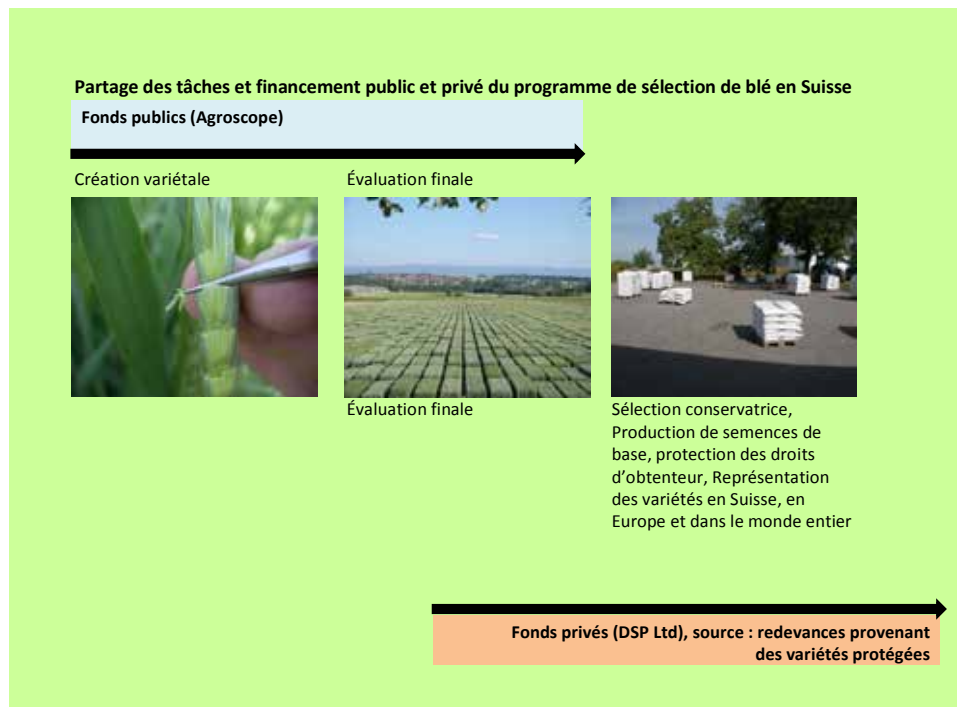 Partage des tâches et financement public et privé du programme de sélection de blé en Suisse
Fonds publics (Agroscope)
Création variétale
Évaluation finale
Évaluation finale
Sélection conservatrice,
Production de semences de
base, protection des droits
d’obtenteur, Représentation
des variétés en Suisse, en
Europe et dans le monde entier
Fonds privés (DSP Ltd), source : redevances provenant
des variétés protégées